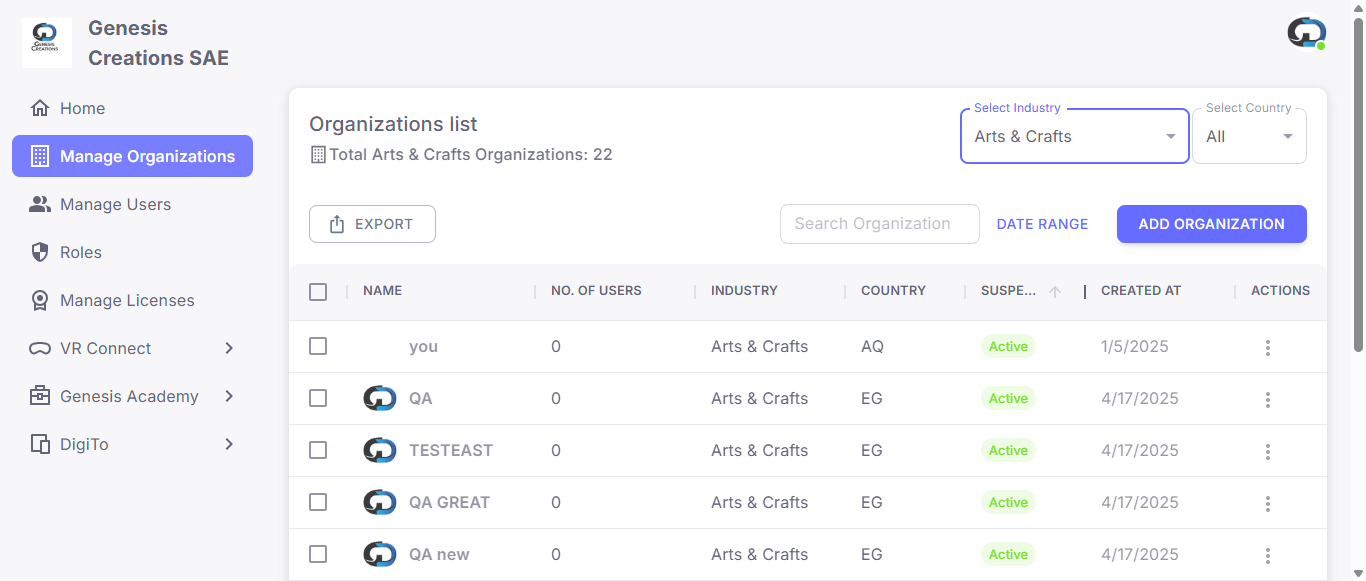 GENESIS
CREATIONS
Genesis
Creations SAE
Home
Manage Organizations
Manage Users
Roles
Manage Licenses
VR Connect
Genesis Academy
DigiTo
Organizations list
Total Arts & Crafts Organizations: 22
Select Industry
Arts & Crafts
Select Country
All
EXPORT
Search Organization
DATE RANGE
ADD ORGANIZATION
NAME NO. OF USERS INDUSTRY COUNTRY SUSPE... CREATED AT ACTIONS
you 0 Arts & Crafts AQ Active 1/5/2025
QA 0 Arts & Crafts EG Active 4/17/2025
TESTEAST 0 Arts & Crafts EG Active 4/17/2025
QA GREAT 0 Arts & Crafts EG Active 4/17/2025
QA new 0 Arts & Crafts EG Active 4/17/2025